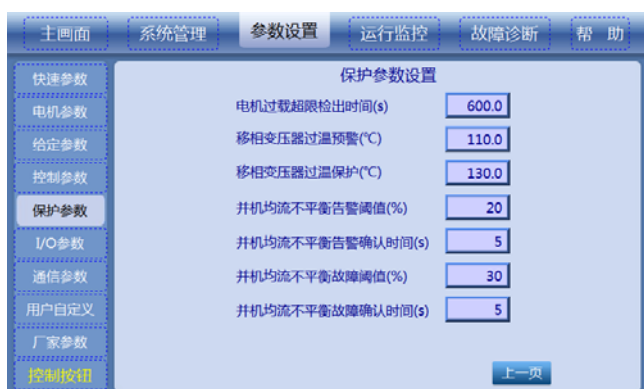 主画面 系统管理 参数设置 运行监控 故障诊断 帮 助
快速参数
电机参数
给定参数
控制参数
保护参数
I/O参数
通信参数
用户自定义
厂家参数
控制按钮
保护参数设置
电机过载超限检出时间(s) 600.0
移相变压器过温预警(℃) 110.0
移相变压器过温保护(℃) 130.0
并机均流不平衡告警阈值(%) 20
并机均流不平衡告警确认时间(s) 5
并机均流不平衡故障阈值(%) 30
并机均流不平衡故障确认时间(s) 5
上一页